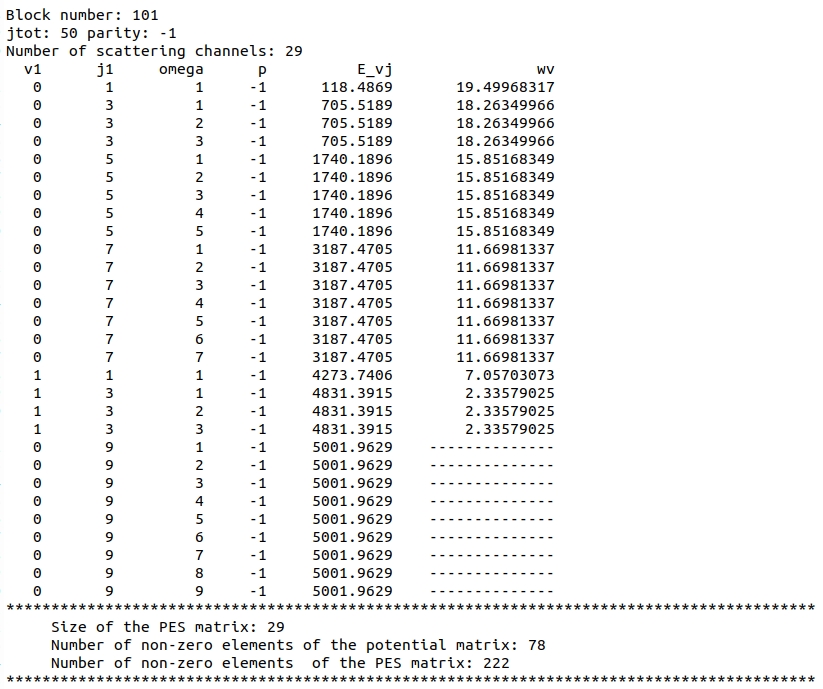 Block number: 101
jtot: 50 parity: -1
Number of scattering channels: 29
v1 j1 omega p E_vj wv
0 1 1 -1 118.4869 19.49968317
0 3 1 -1 705.5189 18.26349966
0 3 2 -1 705.5189 18.26349966
0 3 3 -1 705.5189 18.26349966
0 5 1 -1 1740.1896 15.85168349
0 5 2 -1 1740.1896 15.85168349
0 5 3 -1 1740.1896 15.85168349
0 5 4 -1 1740.1896 15.85168349
0 5 5 -1 1740.1896 15.85168349
0 7 1 -1 3187.4705 11.66981337
0 7 2 -1 3187.4705 11.66981337
0 7 3 -1 3187.4705 11.66981337
0 7 4 -1 3187.4705 11.66981337
0 7 5 -1 3187.4705 11.66981337
0 7 6 -1 3187.4705 11.66981337
0 7 7 -1 3187.4705 11.66981337
1 1 1 -1 4273.7406 7.05703073
1 3 1 -1 4831.3915 2.33579025
1 3 2 -1 4831.3915 2.33579025
1 3 3 -1 4831.3915 2.33579025
0 9 1 -1 5001.9629 --------------
0 9 2 -1 5001.9629 --------------
0 9 3 -1 5001.9629 --------------
0 9 4 -1 5001.9629 --------------
0 9 5 -1 5001.9629 --------------
0 9 6 -1 5001.9629 --------------
0 9 7 -1 5001.9629 --------------
0 9 8 -1 5001.9629 --------------
0 9 9 -1 5001.9629 --------------
******************************************************************************************
Size of the PES matrix: 29
Number of non-zero elements of the potential matrix: 78
Number of non-zero elements  of the PES matrix: 222
******************************************************************************************